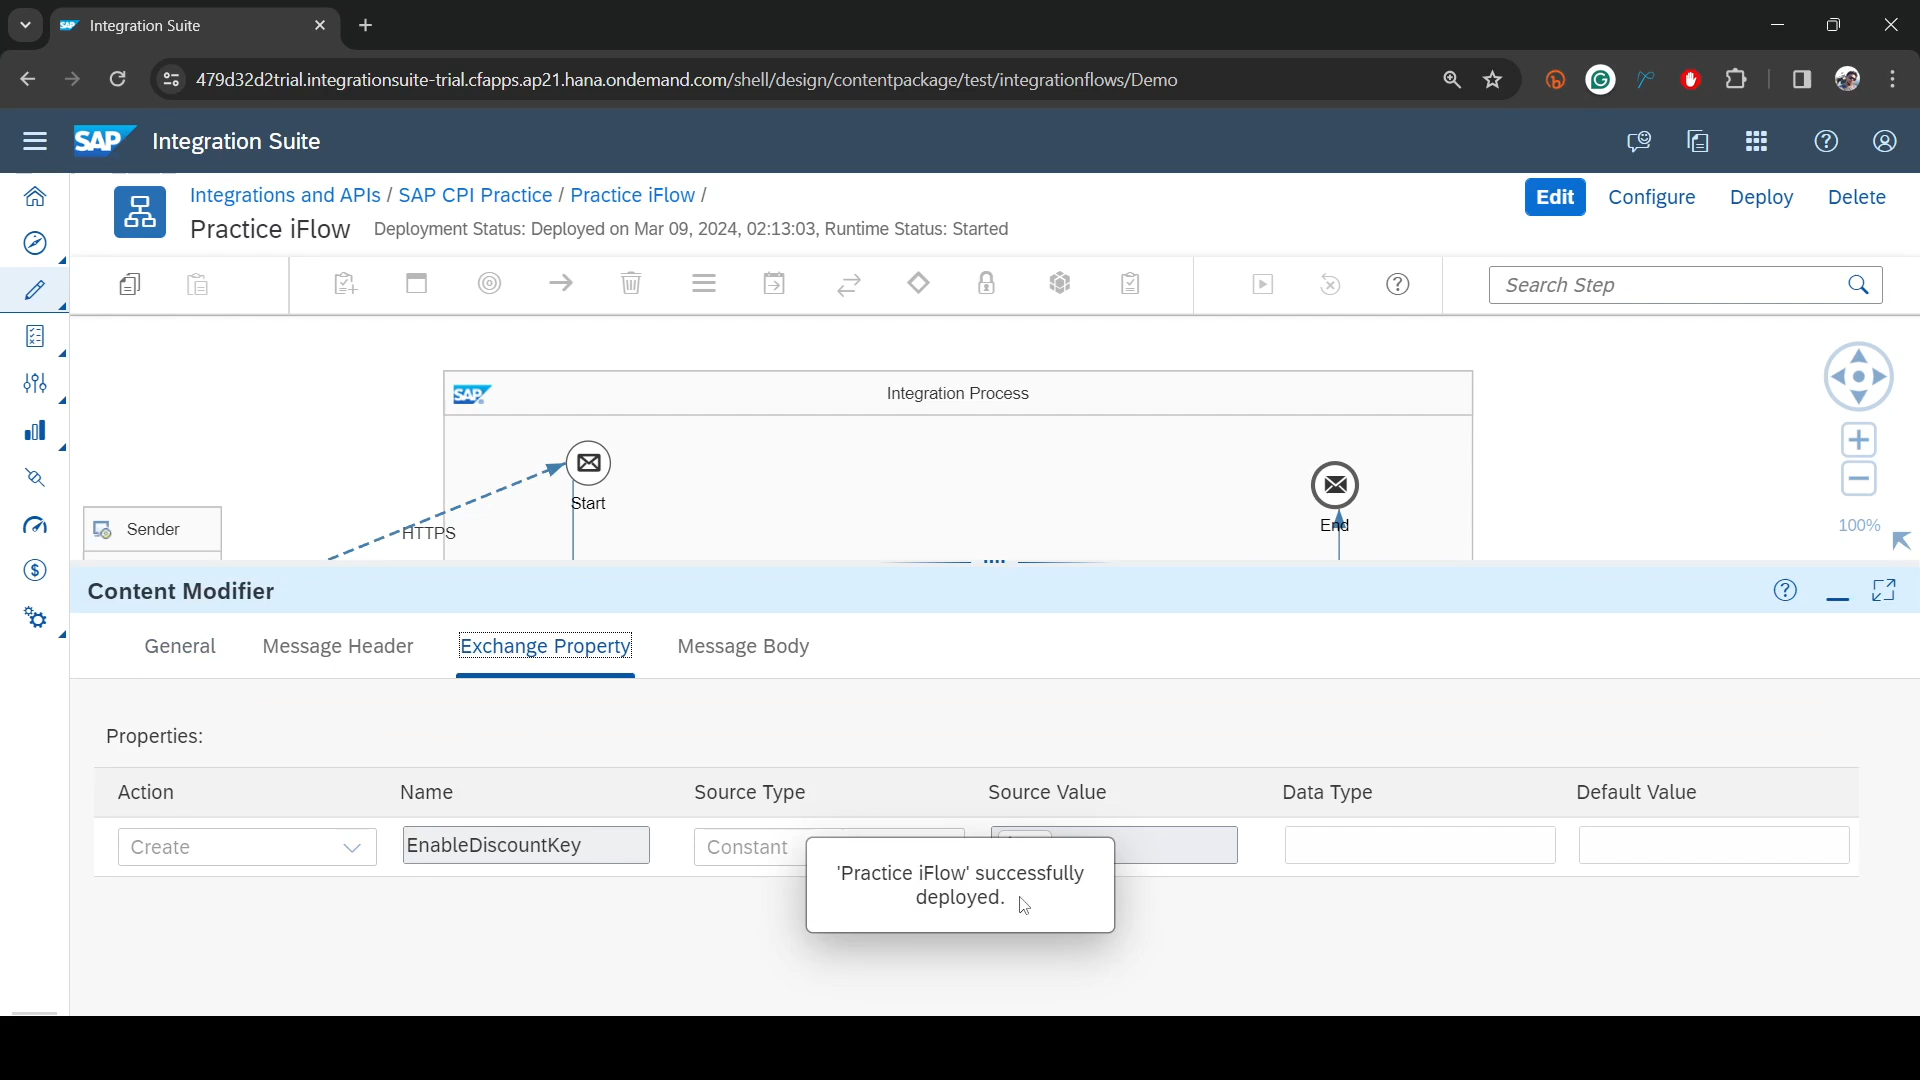 Integration Suite
479d32d2trial.integrationsuite-trial.cfapps.ap21.hana.ondemand.com/shell/design/contentpackage/test/integrationflows/Demo
SAP Integration Suite
Integrations and APIs / SAP CPI Practice / Practice iFlow /
Edit Configure Deploy Delete
Practice iFlow Deployment Status: Deployed on Mar 09, 2024, 02:13:03, Runtime Status: Started
Search Step
SAP Integration Process
Start
End
HTTPS
Sender
100%
Content Modifier
General Message Header Exchange Property Message Body
Properties:
Action Name Source Type Source Value Data Type Default Value
Create EnableDiscountKey Constant
'Practice iFlow' successfully
deployed.